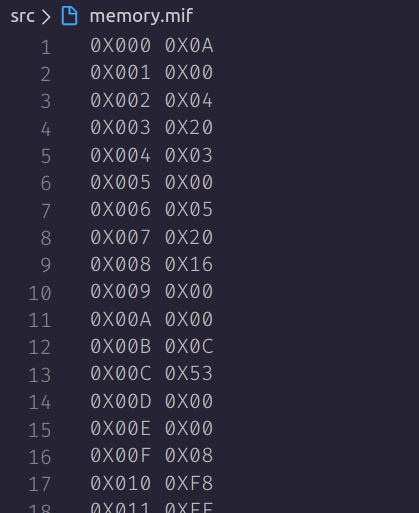 src > memory.mif
1 0X000 0X0A
2 0X001 0X00
3 0X002 0X04
4 0X003 0X20
5 0X004 0X03
6 0X005 0X00
7 0X006 0X05
8 0X007 0X20
9 0X008 0X16
10 0X009 0X00
11 0X00A 0X00
12 0X00B 0X0C
13 0X00C 0X53
14 0X00D 0X00
15 0X00E 0X00
16 0X00F 0X08
17 0X010 0XF8
18 0X011